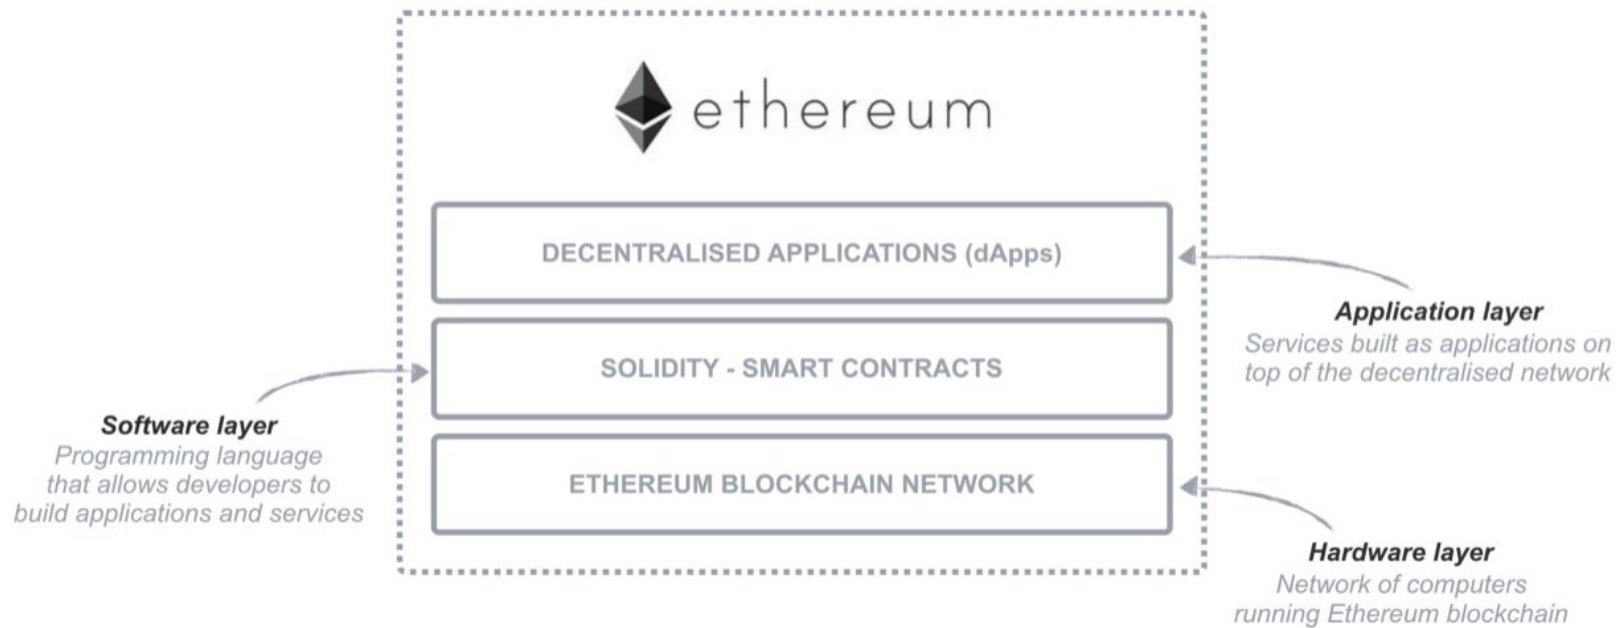 ethereum
DECENTRALISED APPLICATIONS (dApps)
Application layer
Services built as applications on
top of the decentralised network
SOLIDITY - SMART CONTRACTS
Software layer
Programming language
that allows developers to
build applications and services
ETHEREUM BLOCKCHAIN NETWORK
Hardware layer
Network of computers
running Ethereum blockchain